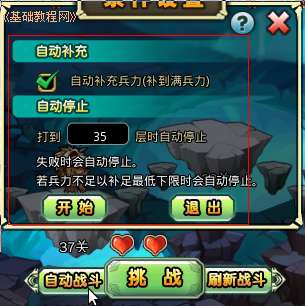 《基础教程网》
条件设置
自动补充
自动补充兵力(补到满兵力)
自动停止
打到 35 层时自动停止
失败时会自动停止。
若兵力不足以补足最低下限时会自动停止。
开始 退出
37关
自动战斗 挑战 刷新战斗